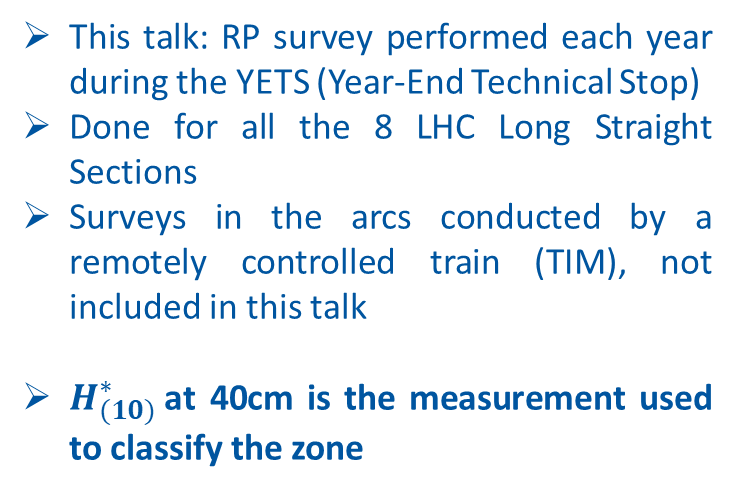 ➢ This talk: RP survey performed each year
during the YETS (Year-End Technical Stop)
➢ Done for all the 8 LHC Long Straight
Sections
➢ Surveys in the arcs conducted by a
remotely controlled train (TIM), not
included in this talk
➢ H*(10) at 40cm is the measurement used
to classify the zone